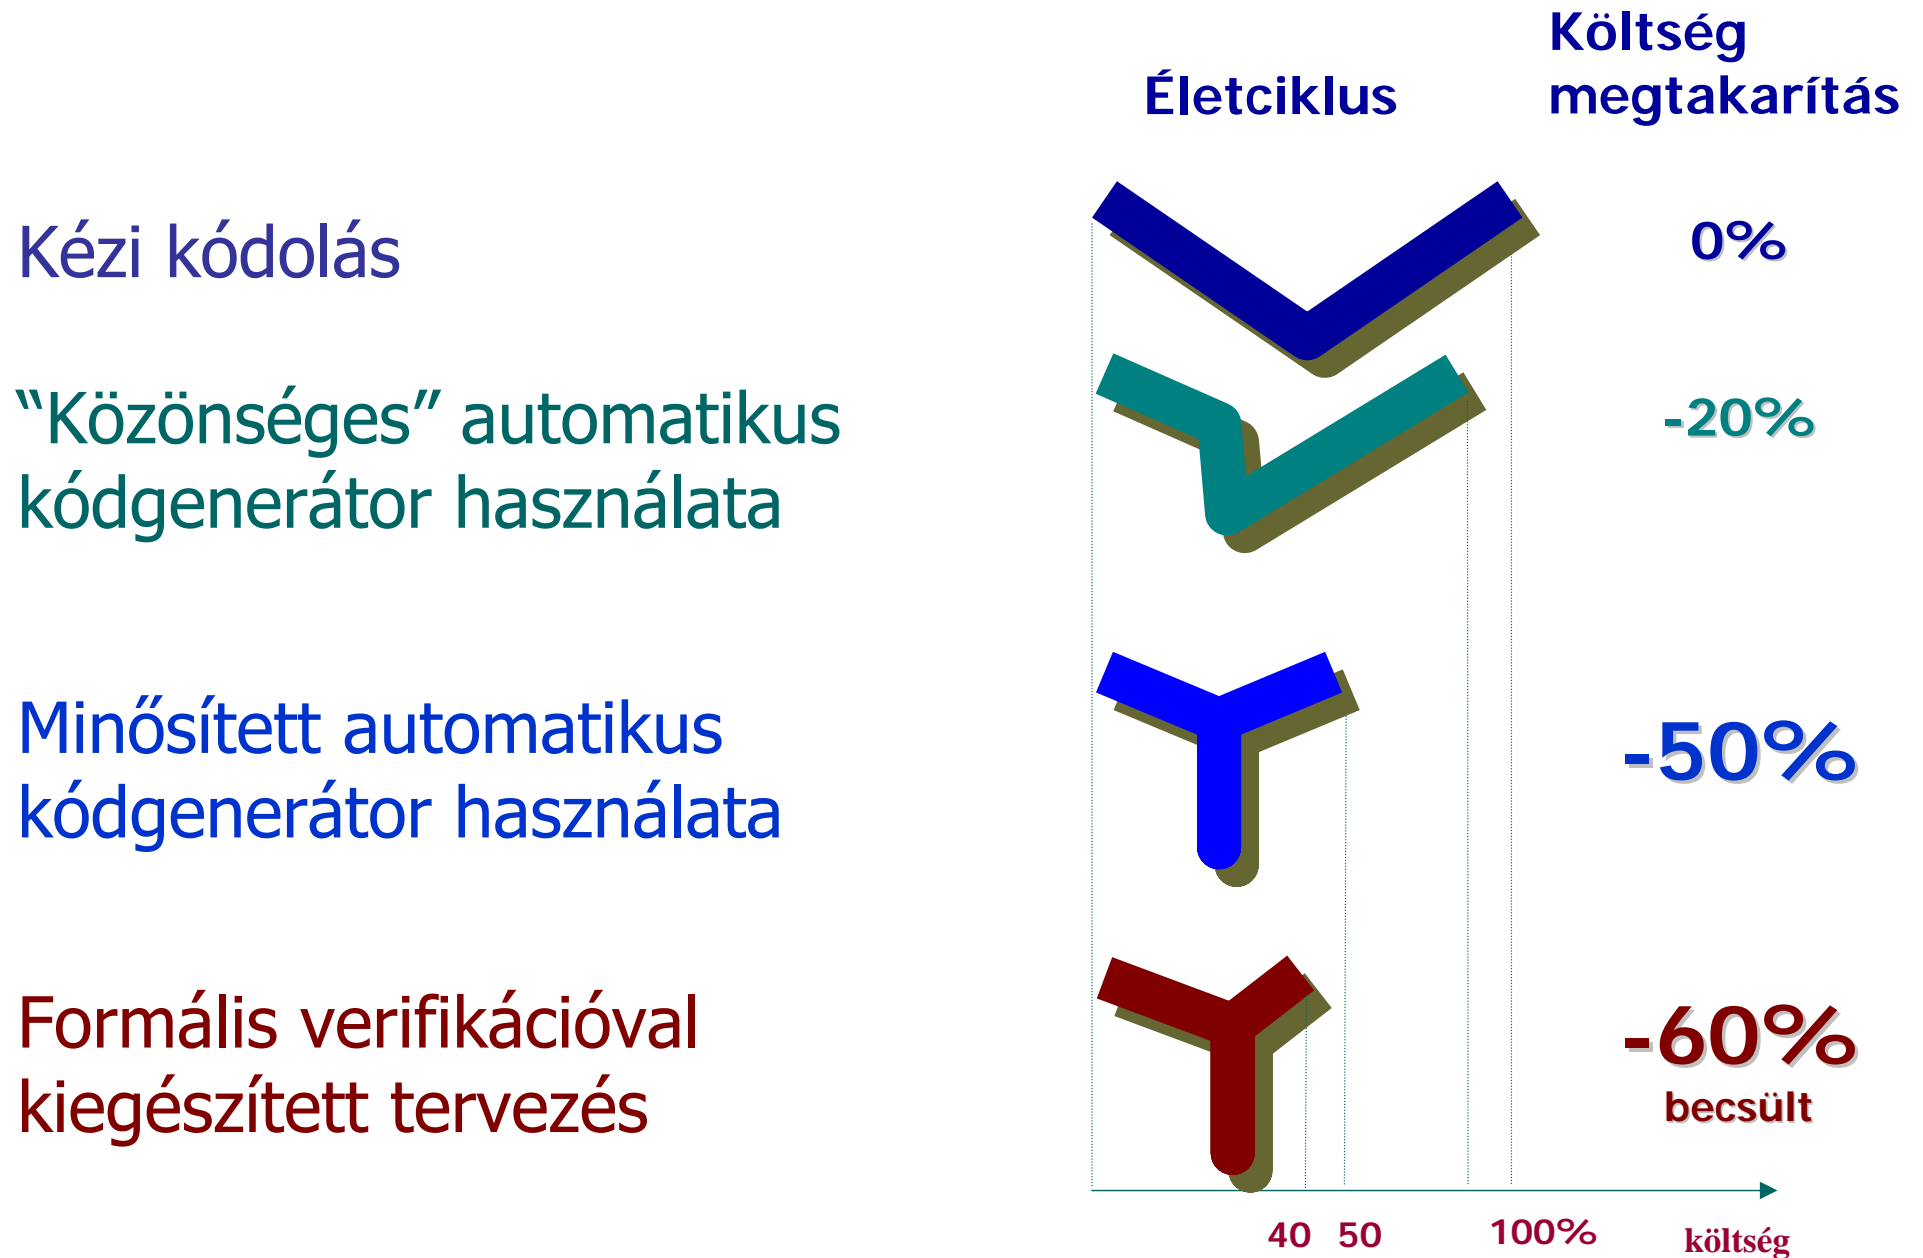 Költség
Életciklus megtakarítás
Kézi kódolás 0%
“Közönséges” automatikus -20%
kódgenerátor használata
Minősített automatikus
kódgenerátor használata
-50%
Formális verifikációval
kiegészített tervezés
-60%
becsült
40 50 100% költség